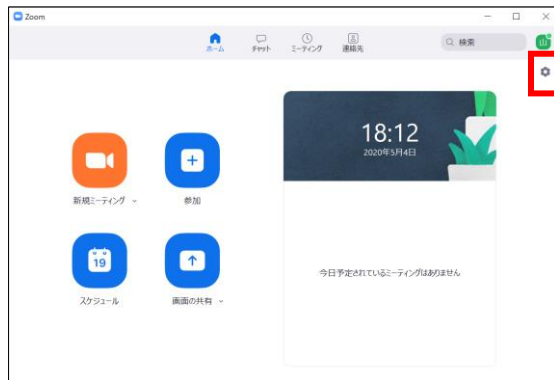 Zoom
ホーム
チャット
ミーティング
連絡先
検索
山
18:12
2020年5月4日
新規ミーティング
参加
19
スケジュール
画面の共有
今日予定されているミーティングはありません